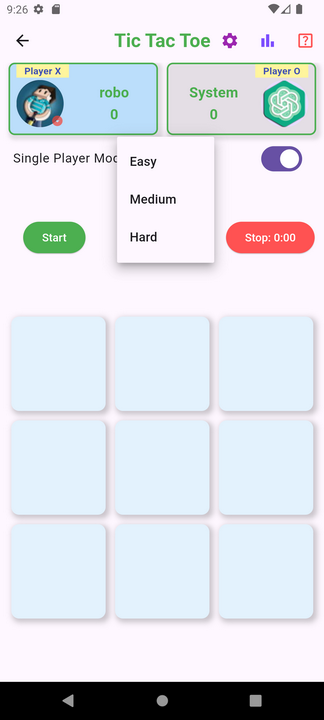 9:26
Tic Tac Toe
?
Player X
Player O
robo
System
0
0
Single Player Mod
Easy
Medium
Hard
Start
Stop: 0:00